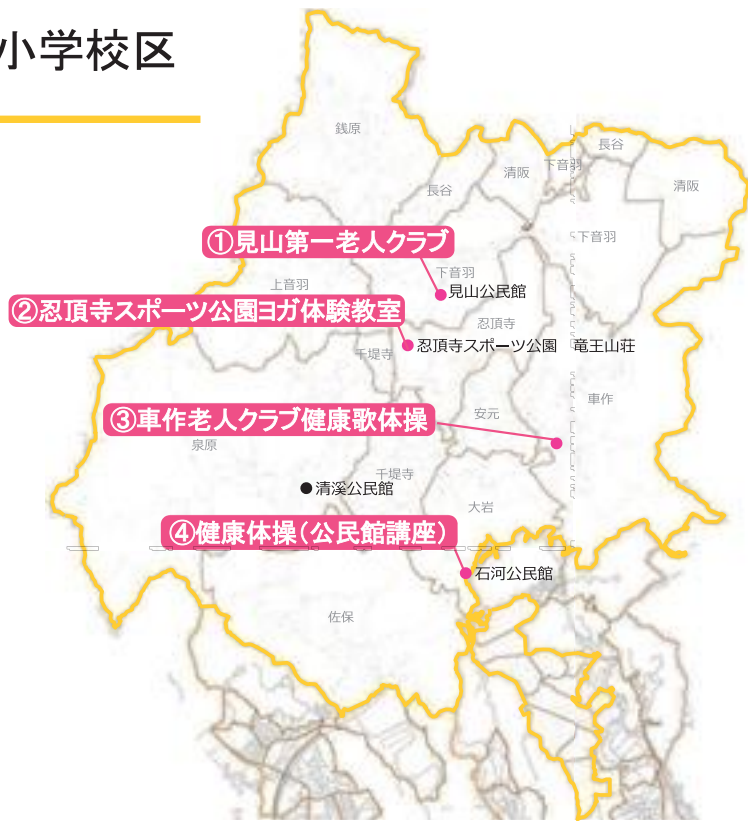 小学校区
銭原
長谷
下音羽
長谷
清阪
清阪
①見山第一老人クラブ
下音羽
下音羽
上音羽
見山公民館
②忍頂寺スポーツ公園ヨガ体験教室
忍頂寺
忍頂寺スポーツ公園 竜王山荘
千提寺
車作
③車作老人クラブ健康歌体操
安元
泉原
千提寺
清溪公民館
大岩
④健康体操（公民館講座）
石河公民館
佐保